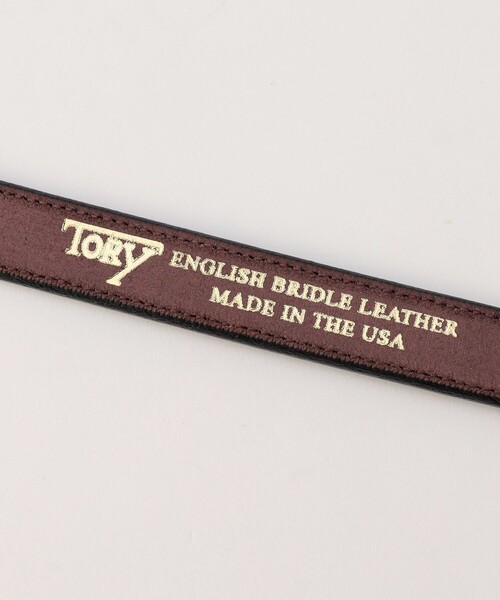 TORY
ENGLISH BRIDLE LEATHER
MADE IN THE USA